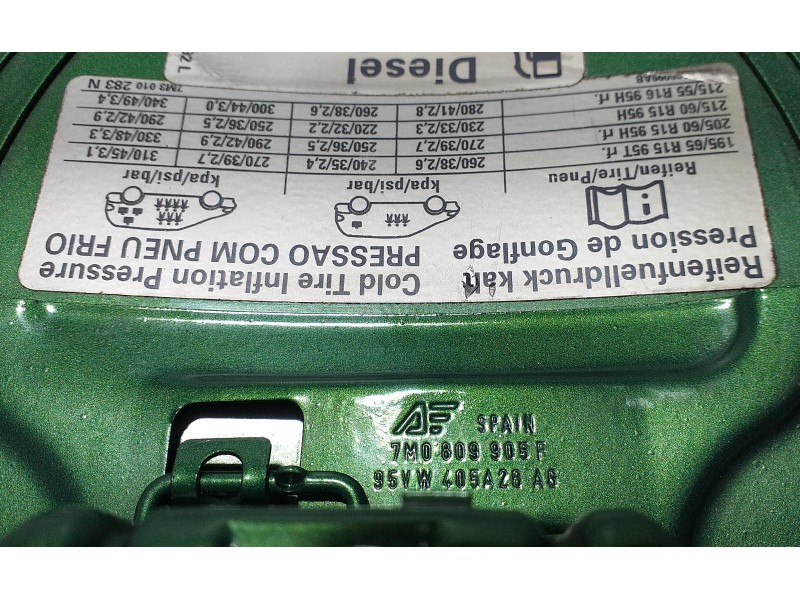 Reifenfuelldruck kalt Cold Tire Inflation Pressure
Pression de Gonflage PRESSAO COM PNEU FRIO
i
Reifen/Tire/Pneu kpa/psi/bar kpa/psi/bar
195/65 R15 95T rf. 260/38/2,6 240/35/2,4 270/39/2,7 310/45/3,1
205/60 R15 95H rf. 270/39/2,7 250/36/2,5 290/42/2,9 330/48/3,3
215/60 R15 95H 230/33/2,3 220/32/2,2 250/36/2,5 290/42/2,9
215/55 R16 95H rf. 280/41/2,8 260/38/2,6 300/44/3,0 340/49/3,4
7M3 010 283 N
Diesel
AF SPAIN
7M0 809 905 F
95VW 405A28 AG